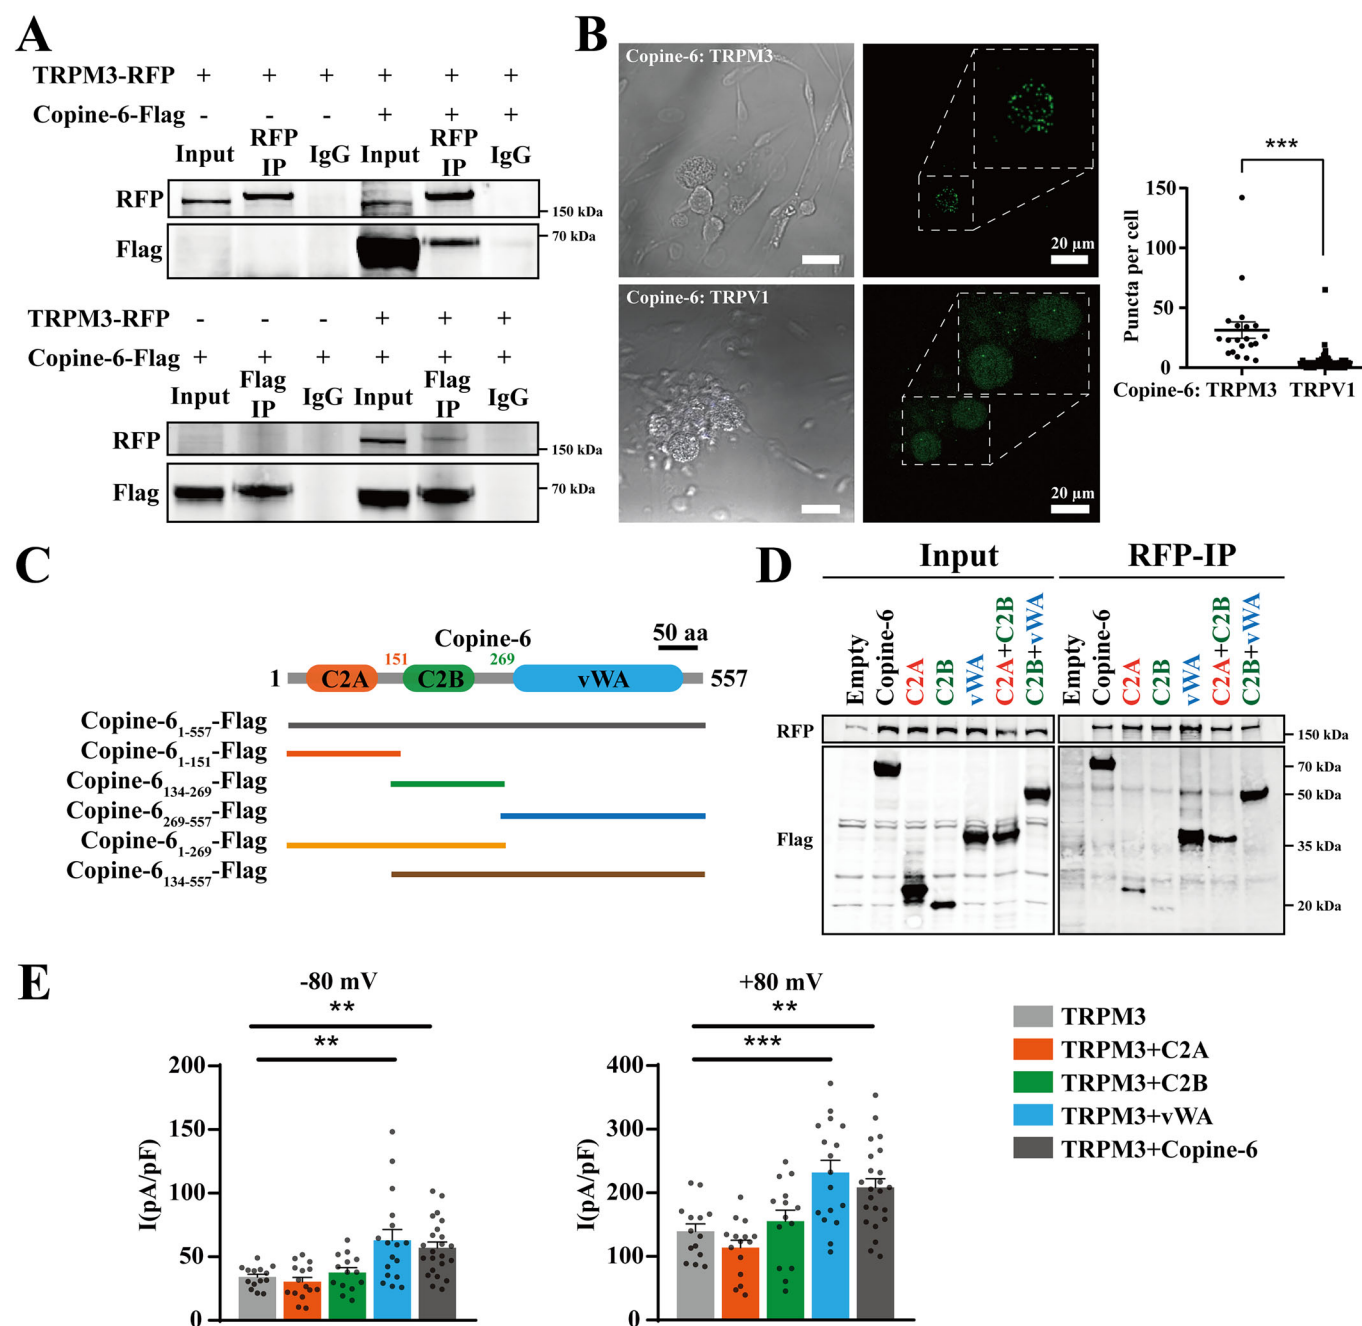 A
TRPM3-RFP + + + + + +
Copine-6-Flag - - - + + +
Input RFP IP IgG Input RFP IP IgG
RFP
150 kDa
Flag
70 kDa
TRPM3-RFP - - - + + +
Copine-6-Flag + + + + + +
Input Flag IP IgG Input Flag IP IgG
RFP
150 kDa
Flag
70 kDa
B
Copine-6: TRPM3
20 µm
Copine-6: TRPV1
20 µm
***
Puncta per cell
150
100
50
0
Copine-6: TRPM3 TRPV1
C
Copine-6
50 aa
151 269
1 C2A C2B vWA 557
Copine-61-557-Flag
Copine-61-151-Flag
Copine-6134-269-Flag
Copine-6269-557-Flag
Copine-61-269-Flag
Copine-6134-557-Flag
D
Input RFP-IP
Empty Copine-6 C2A C2B vWA C2A+C2B C2B+vWA Empty Copine-6 C2A C2B vWA C2A+C2B C2B+vWA
RFP
150 kDa
Flag
70 kDa
50 kDa
35 kDa
20 kDa
E
-80 mV
**
**
I(pA/pF)
200
150
100
50
0
+80 mV
**
***
I(pA/pF)
400
300
200
100
0
TRPM3
TRPM3+C2A
TRPM3+C2B
TRPM3+vWA
TRPM3+Copine-6